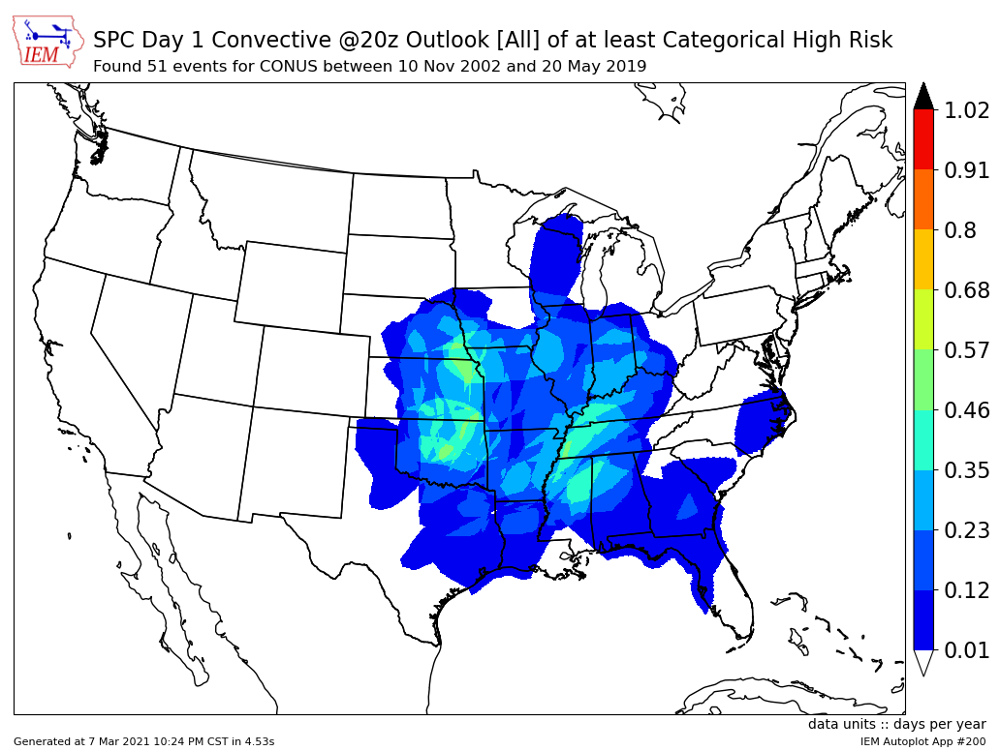 IEM
SPC Day 1 Convective @20z Outlook [All] of at least Categorical High Risk
Found 51 events for CONUS between 10 Nov 2002 and 20 May 2019
1.02
0.91
0.8
0.68
0.57
0.46
0.35
0.23
0.12
0.01
data units :: days per year
Generated at 7 Mar 2021 10:24 PM CST in 4.53s
IEM Autoplot App #200